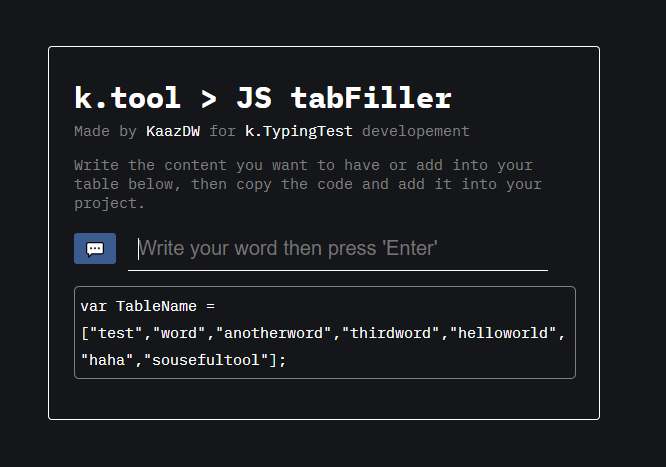 k.tool > JS tabFiller
Made by KaazDW for k.TypingTest developement
Write the content you want to have or add into your
table below, then copy the code and add it into your
project.
Write your word then press 'Enter'
var TableName =
["test","word","anotherword","thirdword","helloworld",
"haha","sousefultool"];